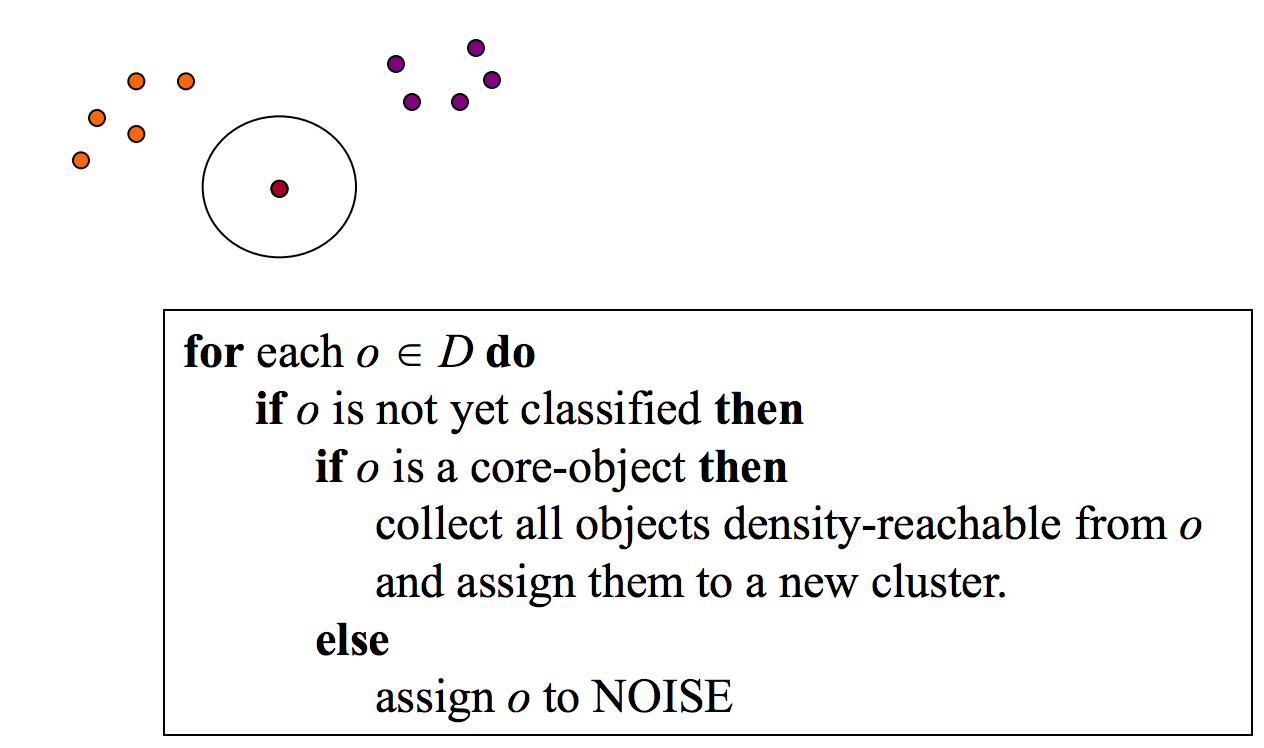 for each o ∈ D do
if o is not yet classified then
if o is a core-object then
collect all objects density-reachable from o
and assign them to a new cluster.
else
assign o to NOISE